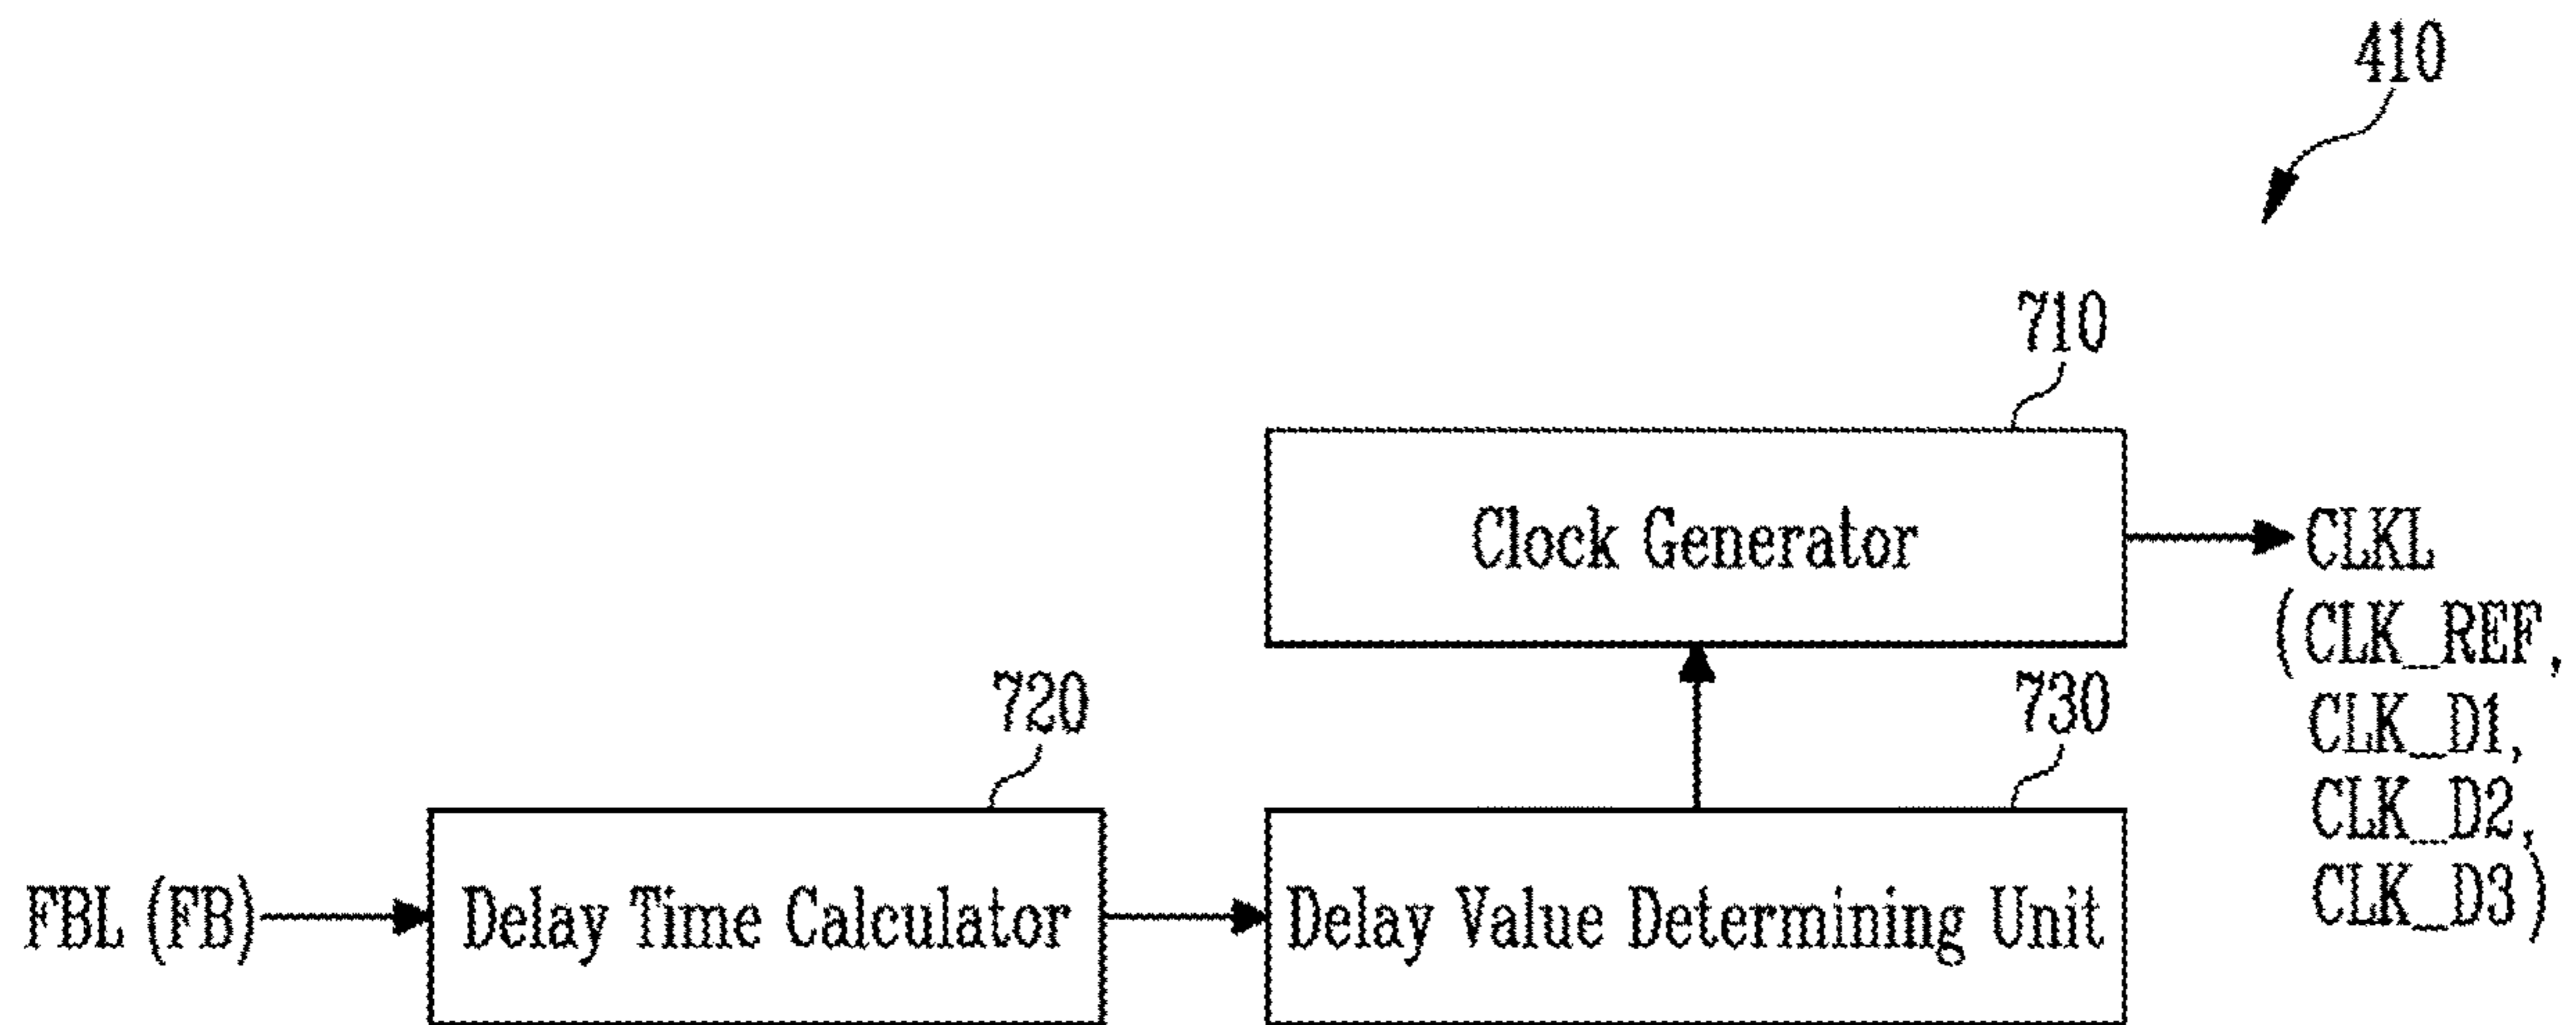 410
710
Clock Generator
CLKL
(CLK_REF,
CLK_D1,
CLK_D2,
CLK_D3)
720
730
FBL (FB)
Delay Time Calculator
Delay Value Determining Unit